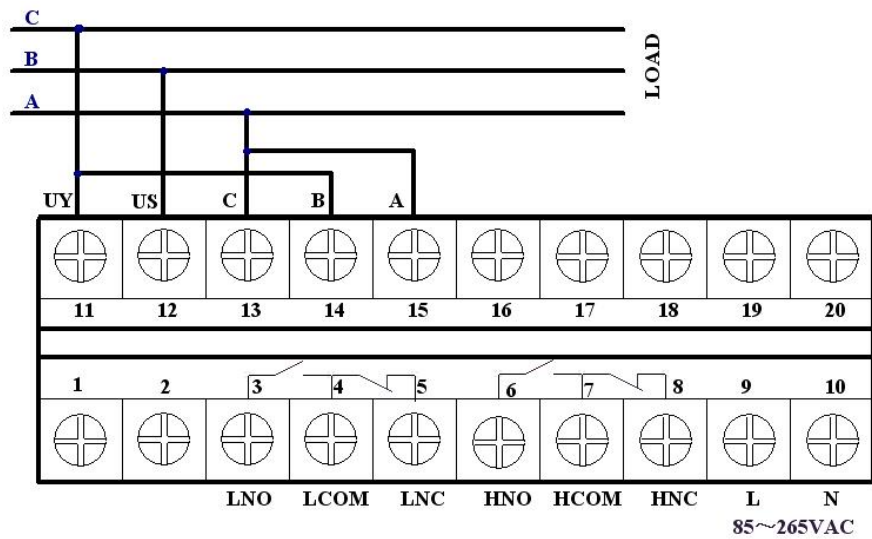 C
B
A
LOAD
UY US C B A
11 12 13 14 15 16 17 18 19 20
1 2 3 4 5 6 7 8 9 10
LNO LCOM LNC HNO HCOM HNC L N
85～265VAC